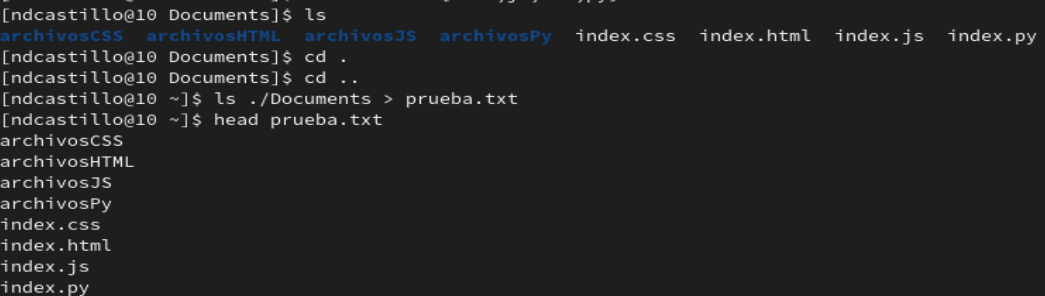 [ndcastillo@10 Documents]$ ls
archivosCSS archivosHTML archivosJS archivosPy index.css index.html index.js index.py
[ndcastillo@10 Documents]$ cd .
[ndcastillo@10 Documents]$ cd ..
[ndcastillo@10 ~]$ ls ./Documents > prueba.txt
[ndcastillo@10 ~]$ head prueba.txt
archivosCSS
archivosHTML
archivosJS
archivosPy
index.css
index.html
index.js
index.py